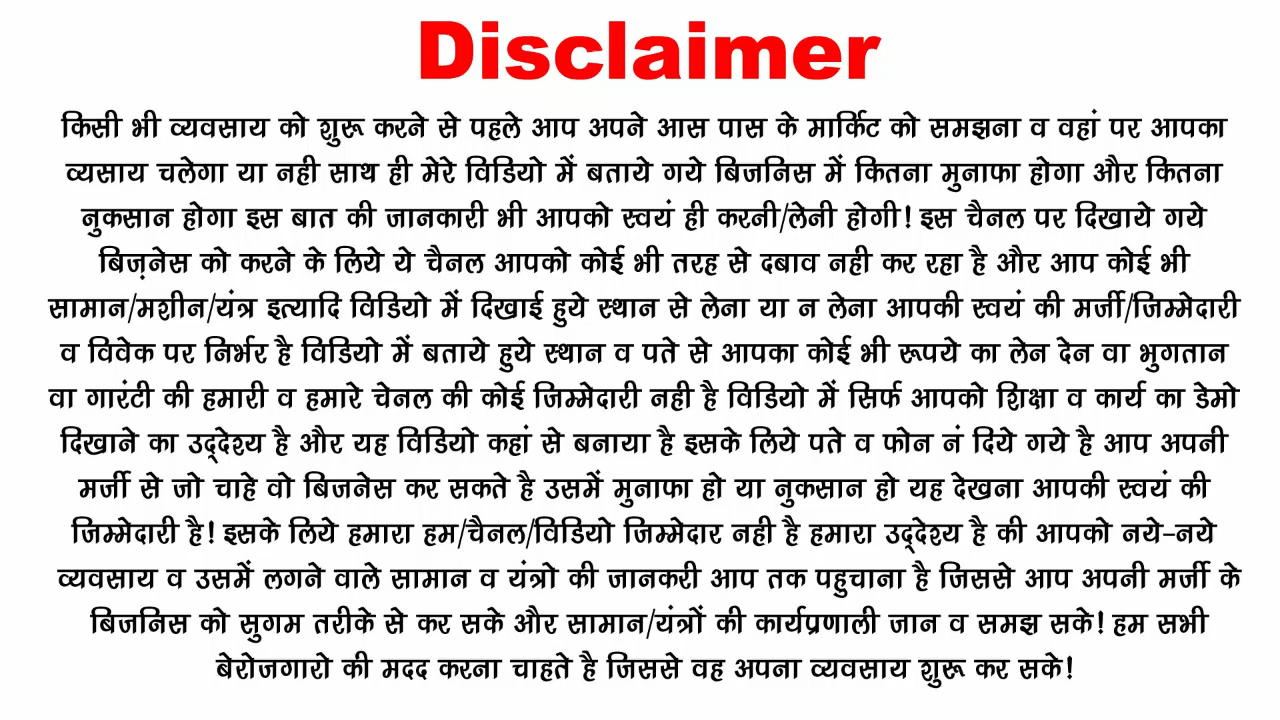 Disclaimer
किसी भी व्यवसाय को शुरू करने से पहले आप अपने आस पास के मार्किट को समझना व वहां पर आपका
व्यसाय चलेगा या नही साथ ही मेरे विडियो में बताये गये बिजनिस में कितना मुनाफा होगा और कितना
नुकसान होगा इस बात की जानकारी भी आपको स्वयं ही करनी/लेनी होगी! इस चैनल पर दिखाये गये
बिज़नेस को करने के लिये ये चैनल आपको कोई भी तरह से दबाव नही कर रहा है और आप कोई भी
सामान/मशीन/यंत्र इत्यादि विडियो में दिखाई हुये स्थान से लेना या न लेना आपकी स्वयं की मर्जी/जिम्मेदारी
व विवेक पर निर्भर है विडियो में बताये हुये स्थान व पते से आपका कोई भी रूपये का लेन देन वा भुगतान
वा गारंटी की हमारी व हमारे चेनल की कोई जिम्मेदारी नही है विडियो में सिर्फ आपको शिक्षा व कार्य का डेमो
दिखाने का उद्देश्य है और यह विडियो कहां से बनाया है इसके लिये पते व फोन नं दिये गये है आप अपनी
मर्जी से जो चाहे वो बिजनेस कर सकते है उसमें मुनाफा हो या नुकसान हो यह देखना आपकी स्वयं की
जिम्मेदारी है! इसके लिये हमारा हम/चैनल/विडियो जिम्मेदार नही है हमारा उद्देश्य है की आपको नये-नये
व्यवसाय व उसमें लगने वाले सामान व यंत्रो की जानकरी आप तक पहुचाना है जिससे आप अपनी मर्जी के
बिजनिस को सुगम तरीके से कर सके और सामान/यंत्रों की कार्यप्रणाली जान व समझ सके! हम सभी
बेरोजगारो की मदद करना चाहते है जिससे वह अपना व्यवसाय शुरू कर सके!